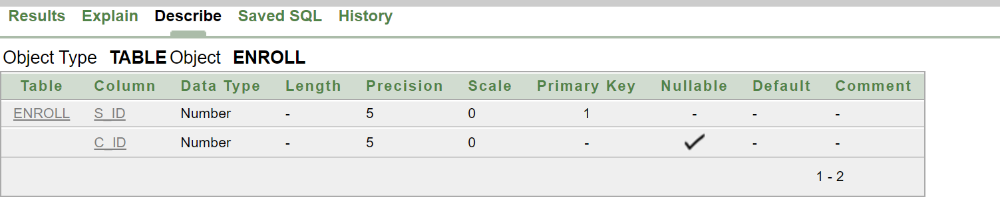 Results Explain Describe Saved SQL History
Object Type TABLE Object ENROLL
Table Column Data Type Length Precision Scale Primary Key Nullable Default Comment
ENROLL S_ID Number - 5 0 1 - - -
C_ID Number - 5 0 - ✓ - -
1 - 2